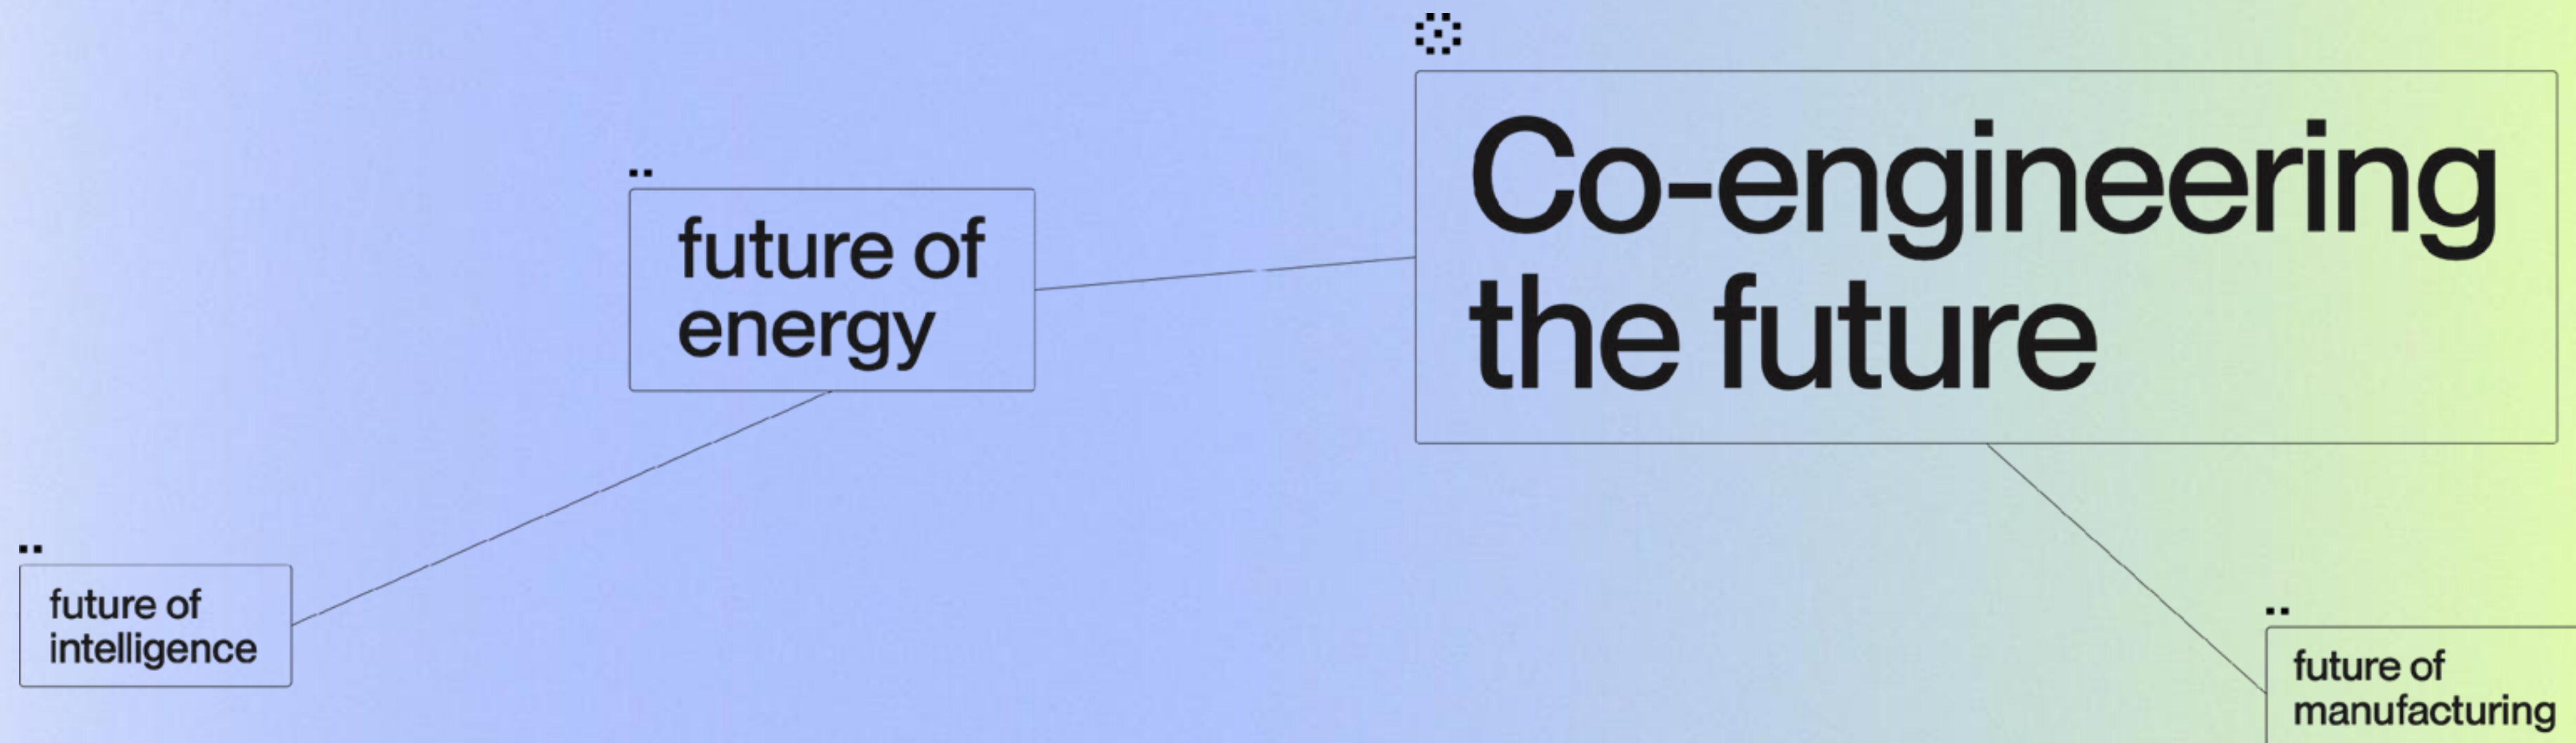 Co-engineering
the future
future of
energy
future of
intelligence
future of
manufacturing